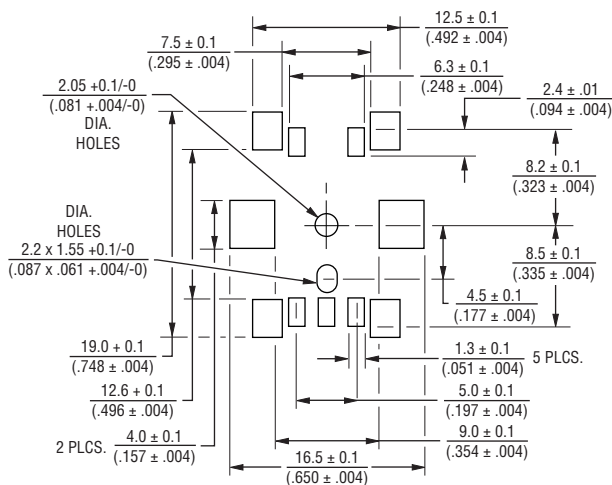 12.5 ± 0.1
(.492 ± .004)
7.5 ± 0.1
(.295 ± .004)
6.3 ± 0.1
(.248 ± .004)
2.05 +0.1/-0
(.081 +.004/-0)
DIA.
HOLES
2.4 ± .01
(.094 ± .004)
8.2 ± 0.1
(.323 ± .004)
DIA.
HOLES
2.2 x 1.55 +0.1/-0
(.087 x .061 +.004/-0)
8.5 ± 0.1
(.335 ± .004)
4.5 ± 0.1
(.177 ± .004)
19.0 + 0.1
(.748 ± .004)
1.3 ± 0.1
(.051 ± .004)
5 PLCS.
12.6 + 0.1
(.496 ± .004)
5.0 ± 0.1
(.197 ± .004)
2 PLCS.
4.0 ± 0.1
(.157 ± .004)
9.0 ± 0.1
(.354 ± .004)
16.5 ± 0.1
(.650 ± .004)